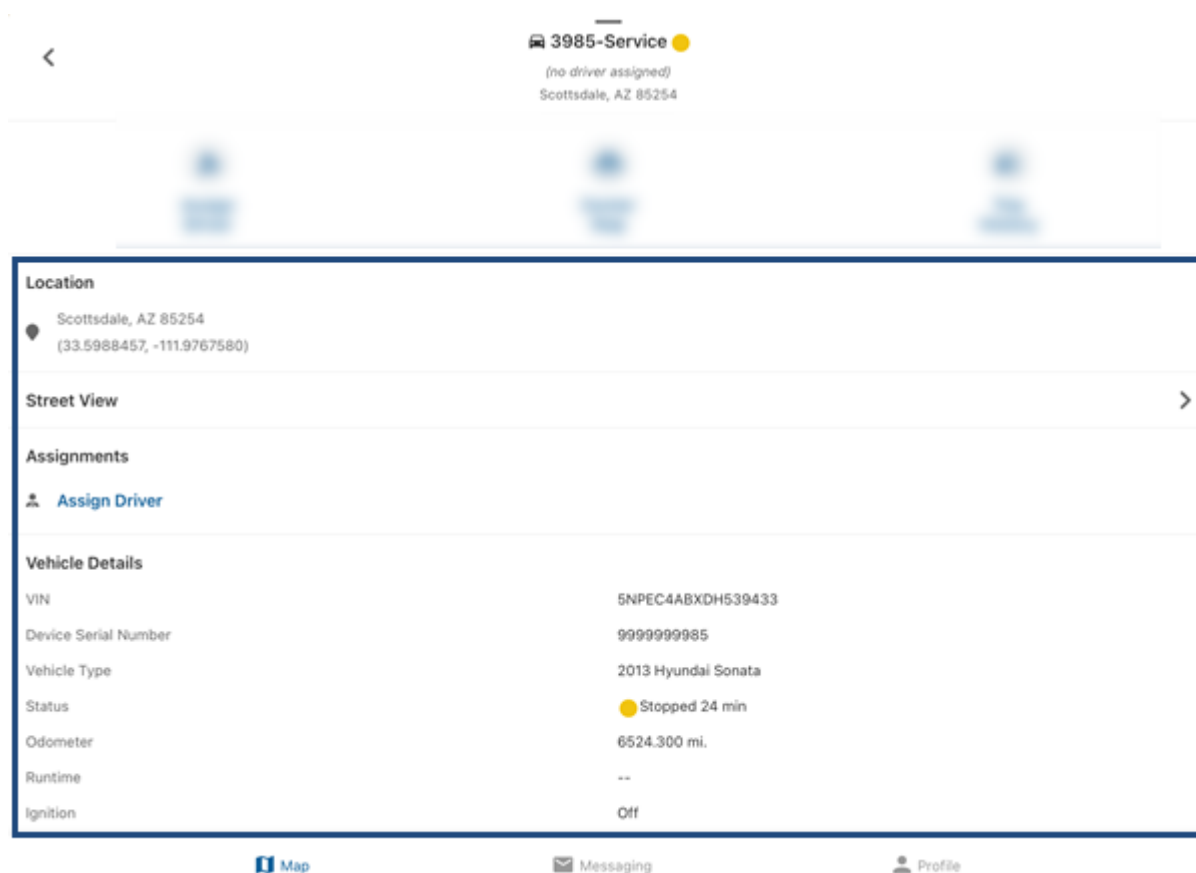 3985-Service
(no driver assigned)
Scottsdale, AZ 85254
Location
Scottsdale, AZ 85254
(33.5988457, -111.9767580)
Street View
Assignments
Assign Driver
Vehicle Details
VIN 5NPEC4ABXDH539433
Device Serial Number 9999999985
Vehicle Type 2013 Hyundai Sonata
Status Stopped 24 min
Odometer 6524.300 mi.
Runtime --
Ignition Off
Map Messaging Profile